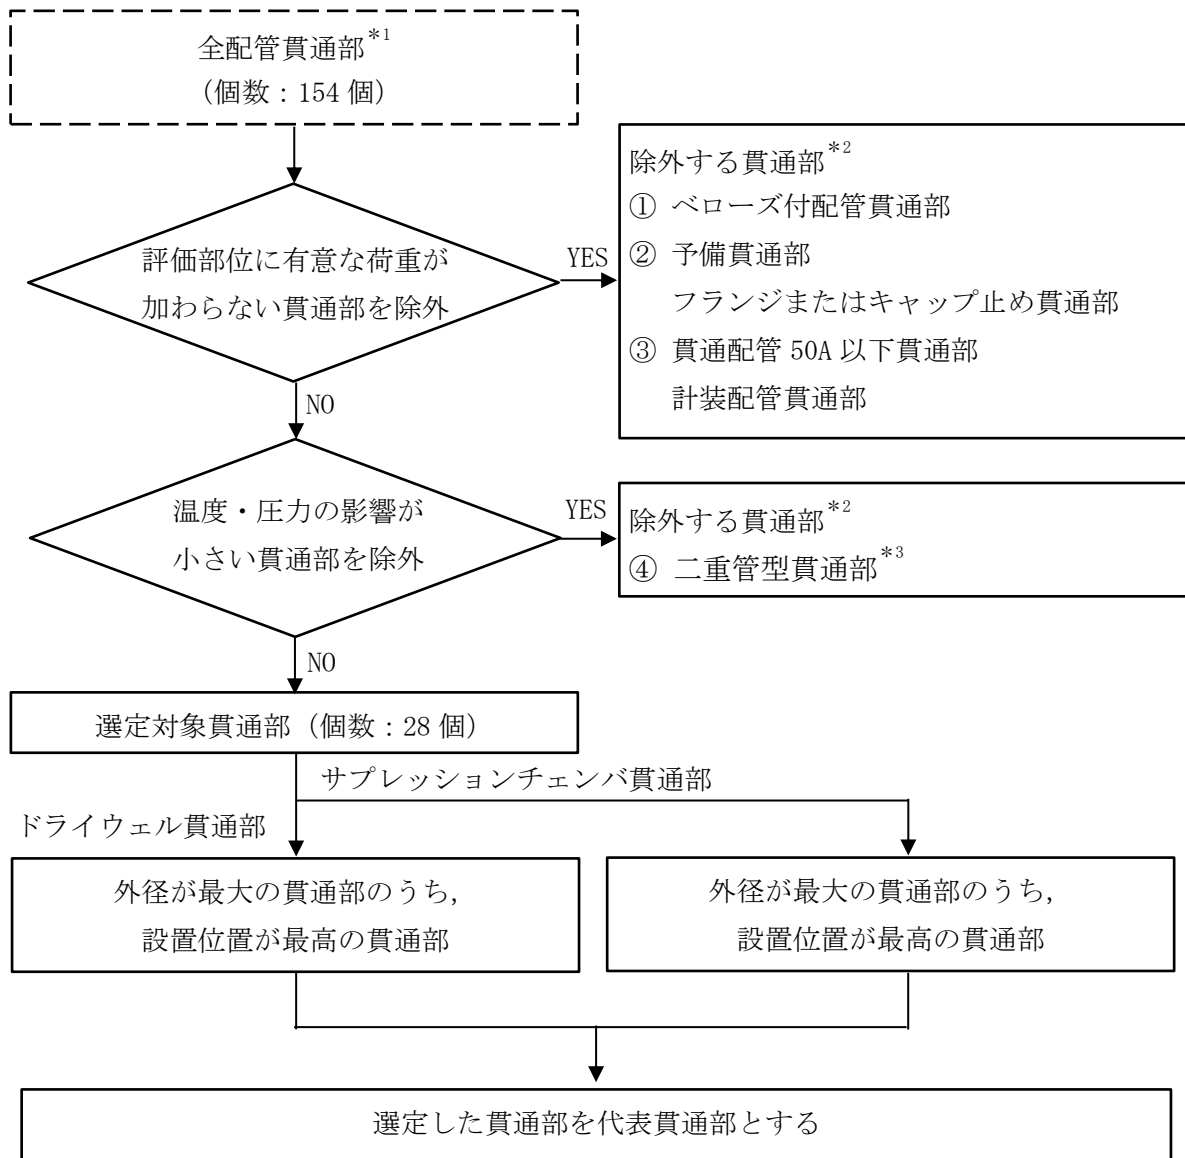 全配管貫通部*1
（個数：154 個）
除外する貫通部*2
① ベローズ付配管貫通部
② 予備貫通部
フランジまたはキャップ止め貫通部
③ 貫通配管 50A 以下貫通部
計装配管貫通部
評価部位に有意な荷重が
加わらない貫通部を除外
YES
NO
温度・圧力の影響が
小さい貫通部を除外
YES
除外する貫通部*2
④ 二重管型貫通部*3
NO
選定対象貫通部（個数：28 個）
サプレッションチェンバ貫通部
ドライウェル貫通部
外径が最大の貫通部のうち,
設置位置が最高の貫通部
外径が最大の貫通部のうち,
設置位置が最高の貫通部
選定した貫通部を代表貫通部とする